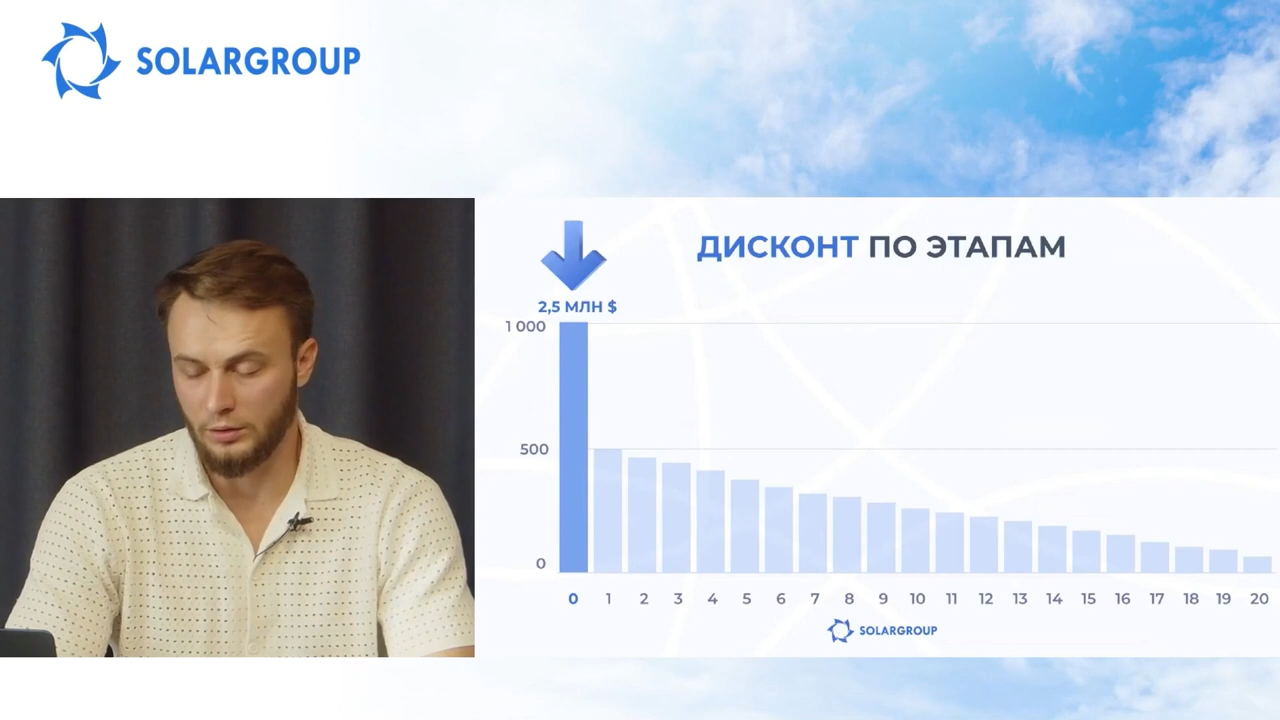 SOLARGROUP
ДИСКОНТ ПО ЭТАПАМ
2,5 МЛН $
1 000
500
0
0 1 2 3 4 5 6 7 8 9 10 11 12 13 14 15 16 17 18 19 20
SOLARGROUP